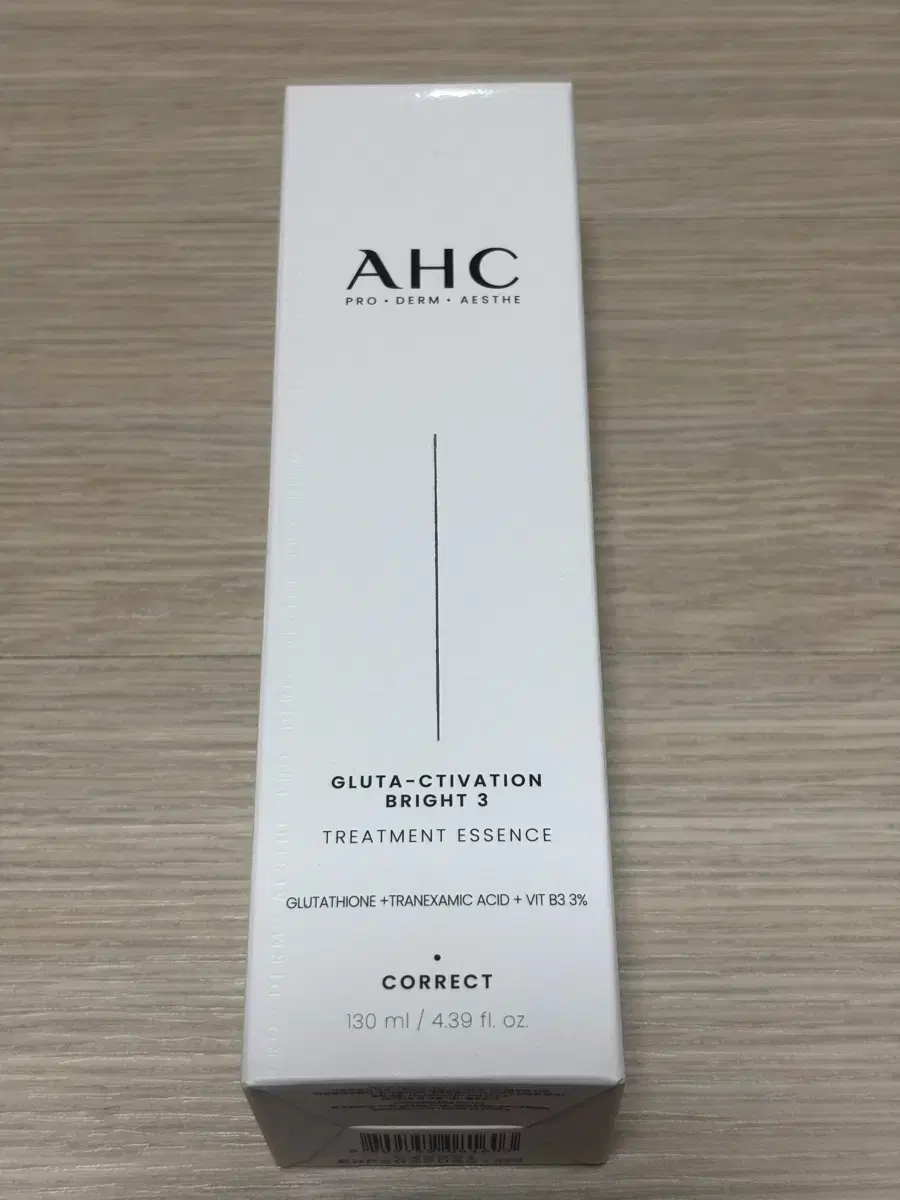 AHC
PRO • DERM • AESTHE
GLUTA-CTIVATION
BRIGHT 3
TREATMENT ESSENCE
GLUTATHIONE +TRANEXAMIC ACID + VIT B3 3%
•
CORRECT
130 ml / 4.39 fl. oz.